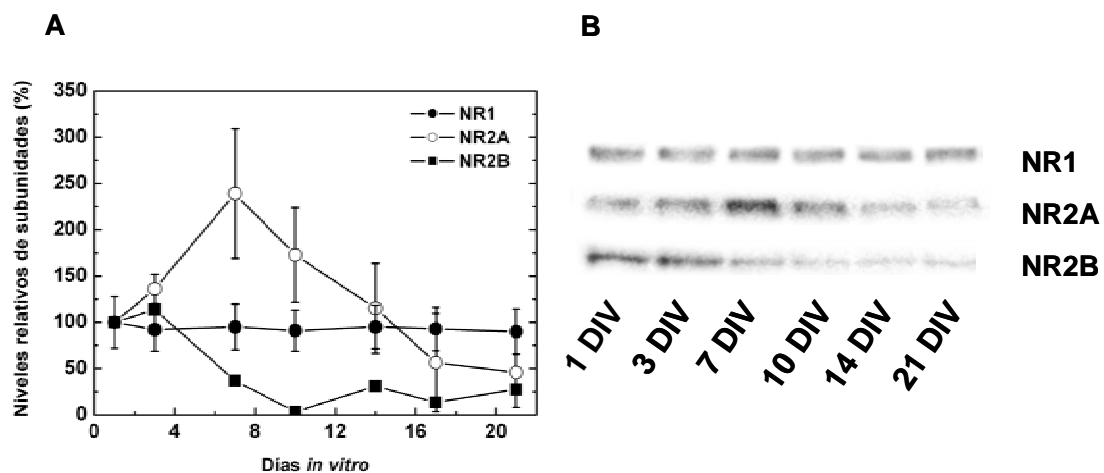 A
350
300
250
200
150
100
50
0
Niveles relativos de subunidades (%)
NR1
NR2A
NR2B
0 4 8 12 16 20
Días in vitro
B
NR1
NR2A
NR2B
1 DIV
3 DIV
7 DIV
10 DIV
14 DIV
21 DIV